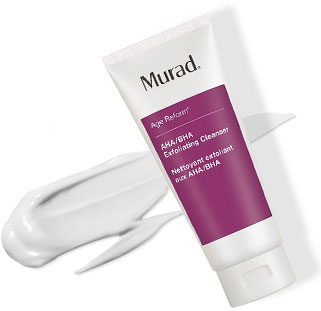 Murad.
Age Reform®
AHA/BHA
Exfoliating Cleanser
Nettoyant exfoliant
aux AHA/BHA